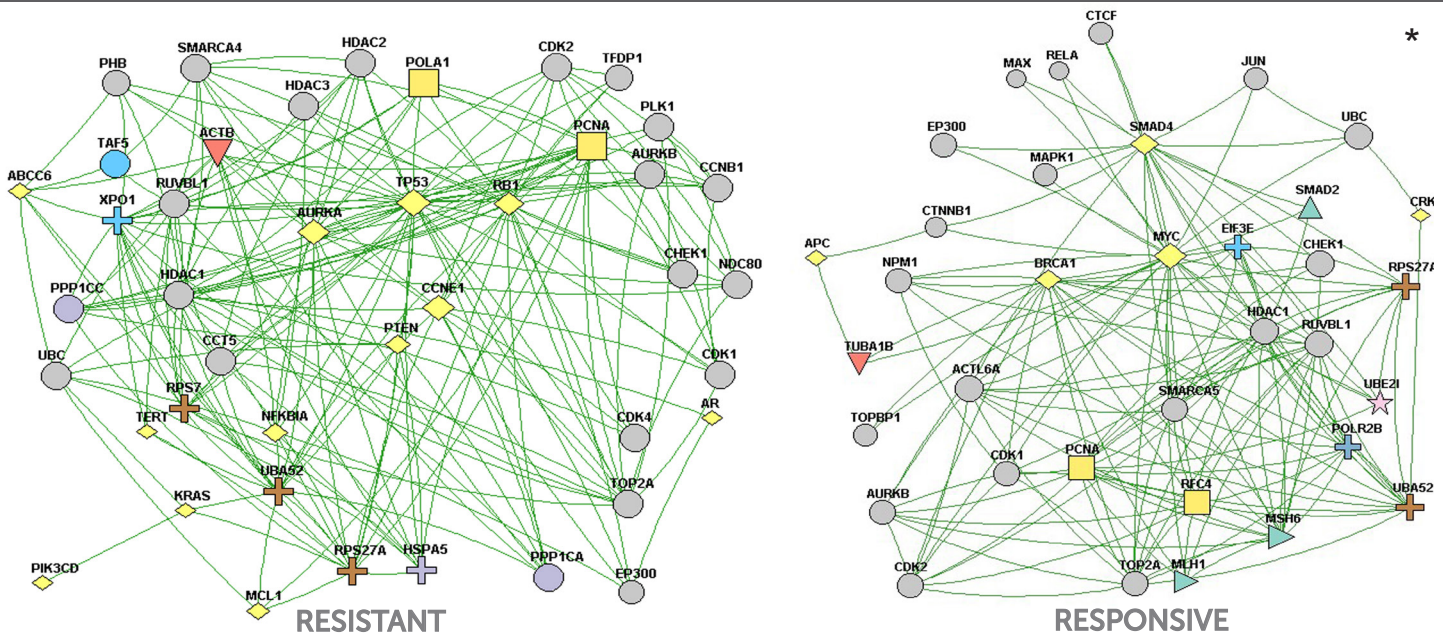 CTCF
*
SMARCA4
HDAC2
CDK2
TFDP1
PHB
POLA1
HDAC3
PLK1
PCNA
ACTB
TAF5
AURKB
CCNB1
ABCC6
RUVBL1
TP53
RB1
XPO1
AURKA
CHEK1
NDC80
HDAC1
PPP1CC
CCNE1
PTEN
UBC
CCT5
CDK1
RPS7
TERT
NFKBIA
AR
CDK4
UBA52
TOP2A
KRAS
RPS27A
HSPA5
PPP1CA
EP300
PIK3CD
MCL1
RESISTANT
MAX
RELA
JUN
EP300
SMAD4
UBC
MAPK1
SMAD2
CRK
CTNNB1
EIF3E
APC
MYC
CHEK1
NPM1
BRCA1
RPS27A
HDAC1
RUVBL1
TUBA1B
ACTL6A
UBE2I
SMARCA5
TOPBP1
POLR2B
PCNA
CDK1
RFC4
UBA52
AURKB
MSH6
CDK2
TOP2A
MLH1
RESPONSIVE